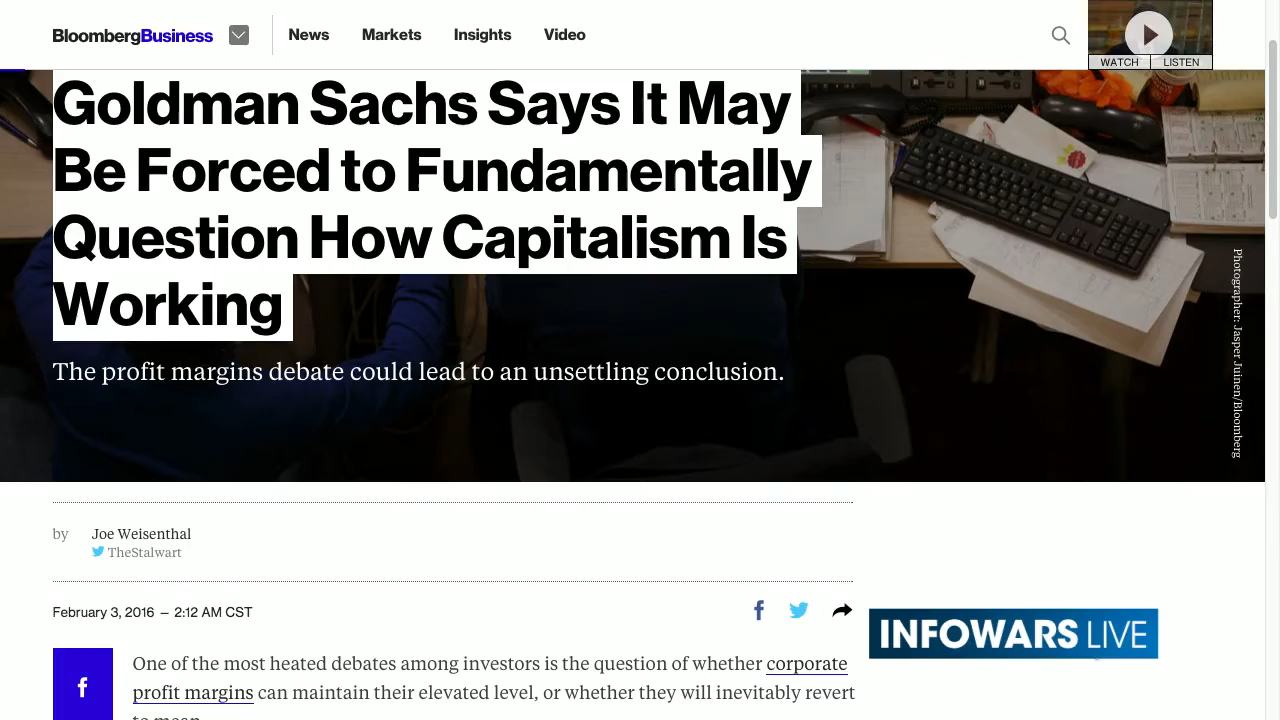 BloombergBusiness
News
Markets
Insights
Video
WATCH
LISTEN
Goldman Sachs Says It May
Be Forced to Fundamentally
Question How Capitalism Is
Working
The profit margins debate could lead to an unsettling conclusion.
Photographer: Jasper Juinen/Bloomberg
by Joe Weisenthal
TheStalwart
February 3, 2016 — 2:12 AM CST
INFOWARS LIVE
One of the most heated debates among investors is the question of whether corporate
profit margins can maintain their elevated level, or whether they will inevitably revert
to mean.